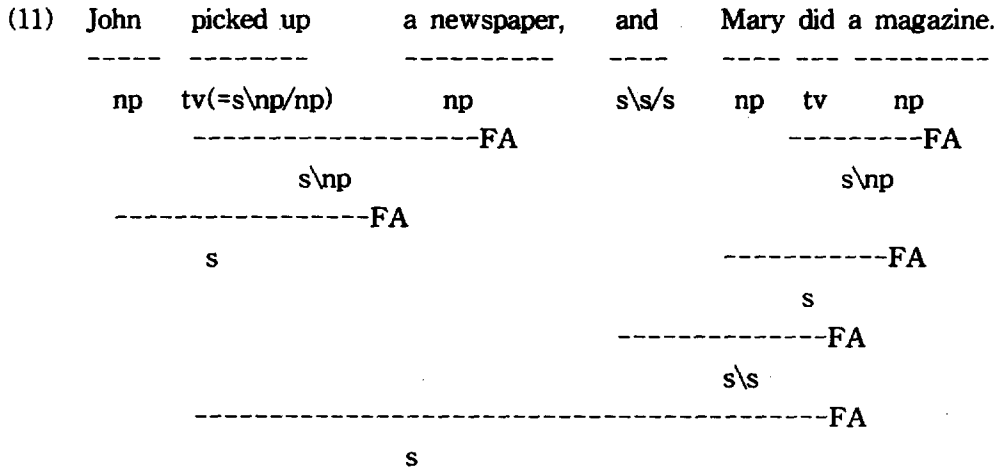 (11) John picked up a newspaper, and Mary did a magazine.
----- -------- ---------- ---- ---- --- ---------
np tv(=s\np/np) np s\s/s np tv np
------------------FA ---------FA
s\np s\np
----------------FA
s -----------FA
s
-------------FA
s\s
----------------------------------------FA
s